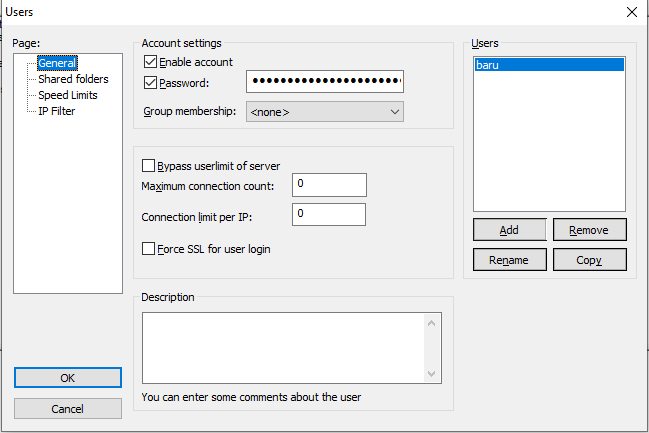 Users
Page:
General
Shared folders
Speed Limits
IP Filter
OK
Cancel
Account settings
Enable account
Password:
Group membership: <none>
Bypass userlimit of server
Maximum connection count: 0
Connection limit per IP: 0
Force SSL for user login
Description
You can enter some comments about the user
Users
baru
Add Remove
Rename Copy